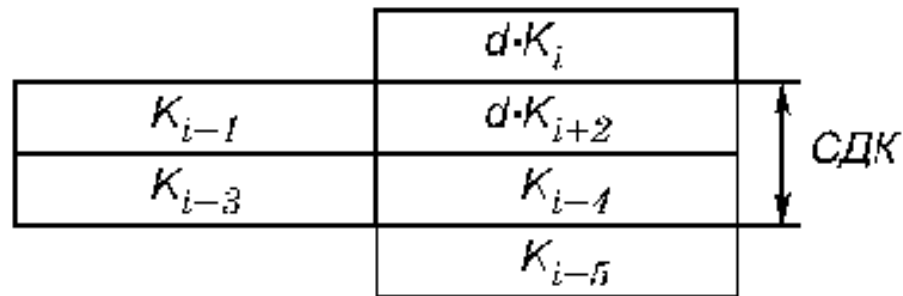 d·K_i
K_{i-1} d·K_{i+2}
СДК
K_{i-3} K_{i-4}
K_{i-5}